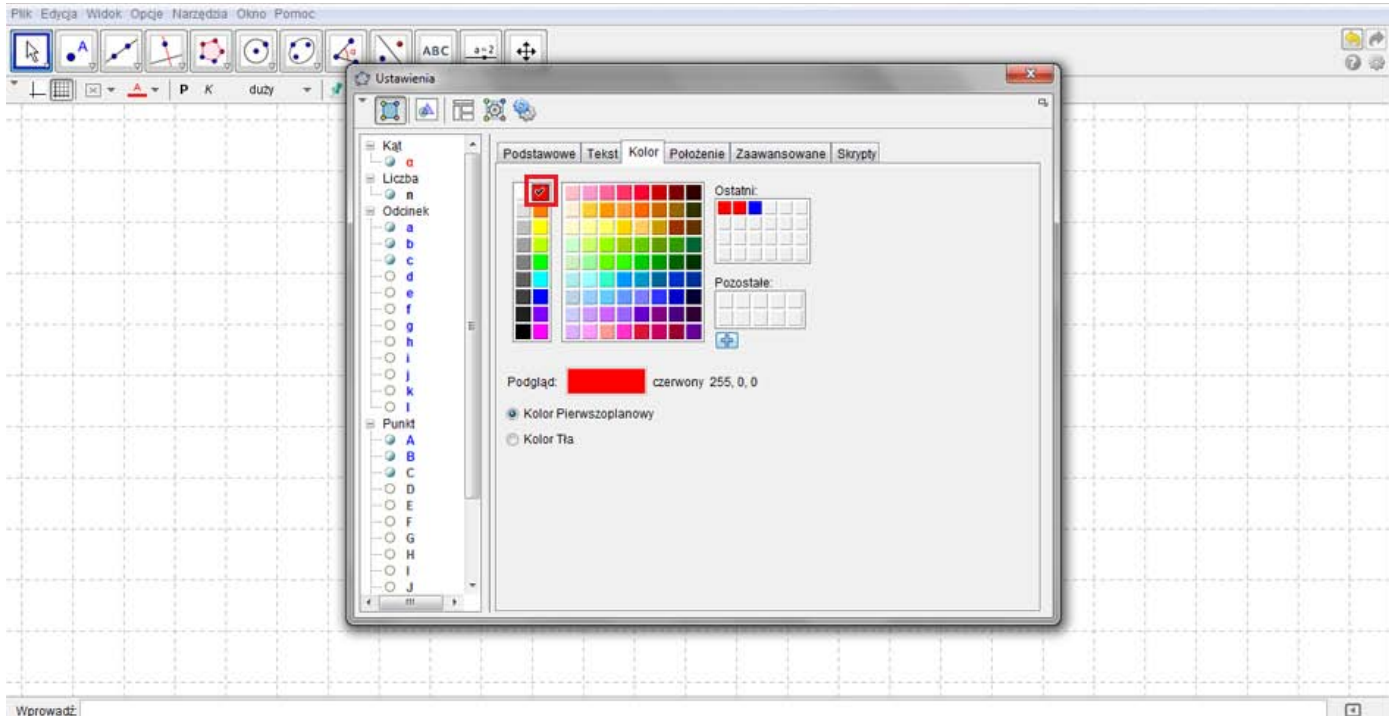 Plik Edycja Widok Opcje Narzędzia Okno Pomoc
A
α
ABC
a=2
P K duży
Ustawienia
Kąt
α
Liczba
n
Odcinek
a
b
c
d
e
f
g
h
i
j
k
l
Punkt
A
B
C
D
E
F
G
H
I
J
Podstawowe Tekst Kolor Położenie Zaawansowane Skrypty
Ostatni:
Pozostałe:
Podgląd: czerwony 255, 0, 0
Kolor Pierwszoplanowy
Kolor Tła
Wprowadź: